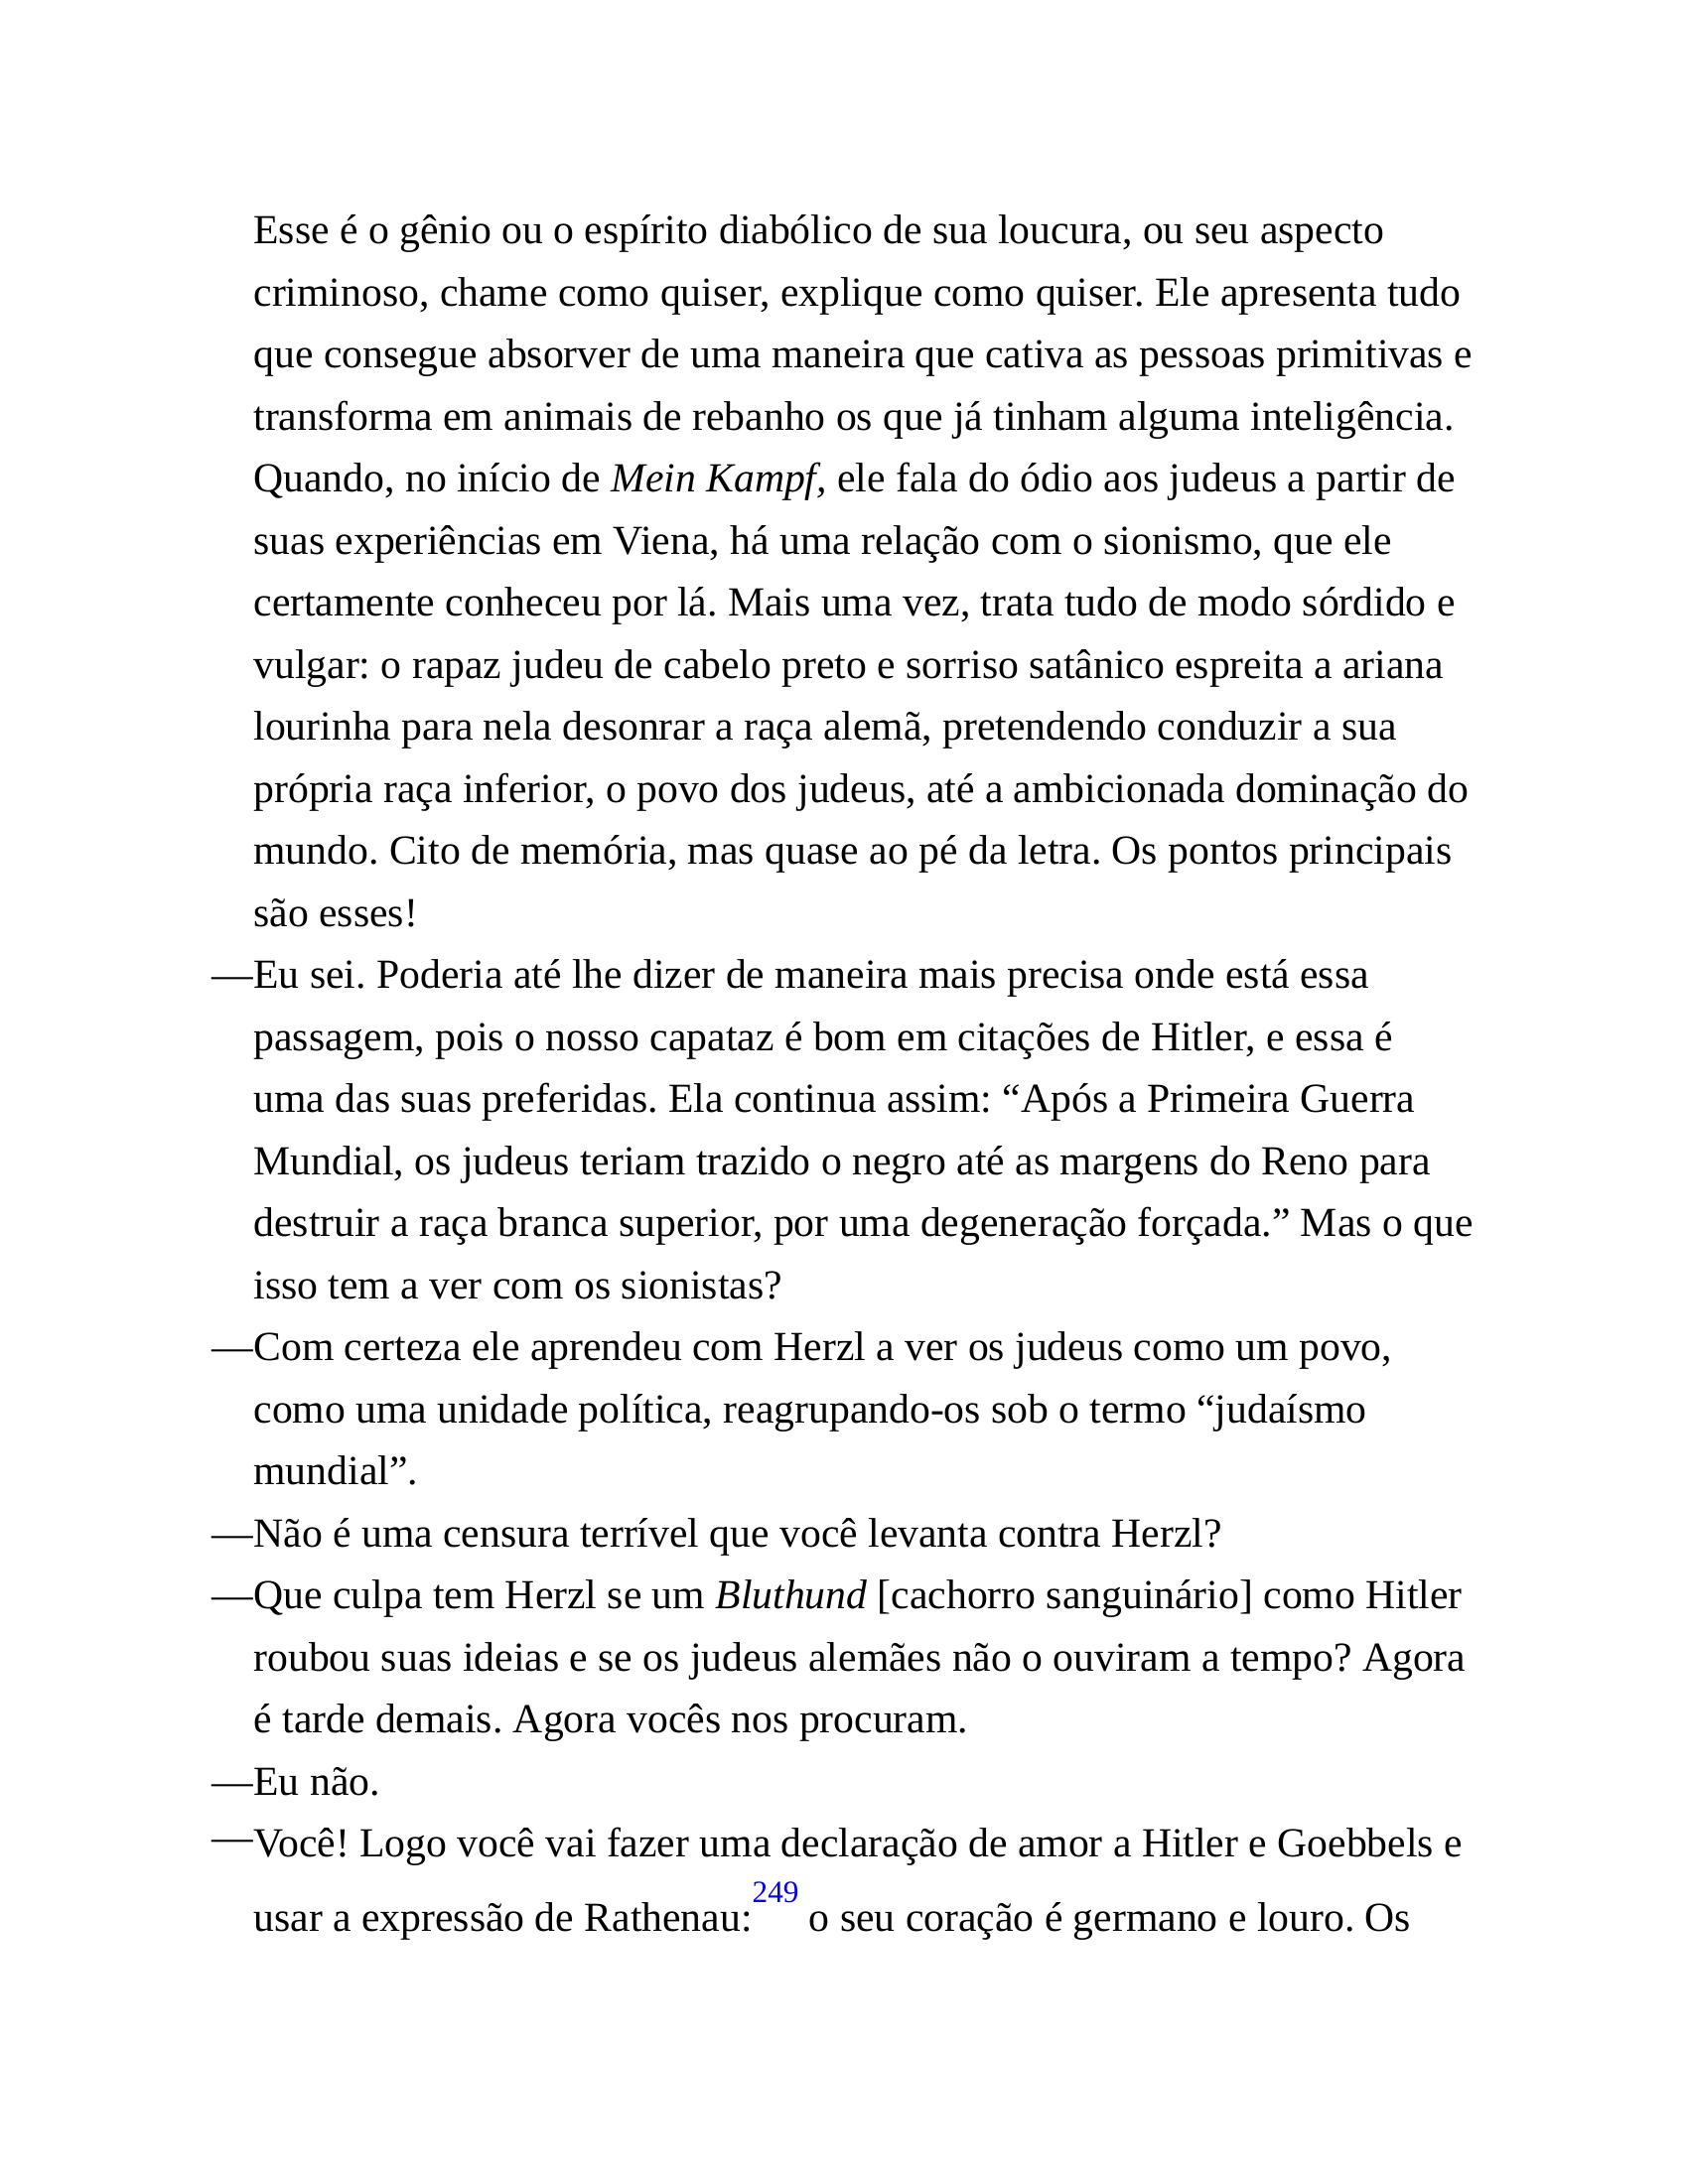 Esse é o gênio ou o espírito diabólico de sua loucura, ou seu aspecto
criminoso, chame como quiser, explique como quiser. Ele apresenta tudo
que consegue absorver de uma maneira que cativa as pessoas primitivas e
transforma em animais de rebanho os que já tinham alguma inteligência.
Quando, no início de Mein Kampf, ele fala do ódio aos judeus a partir de
suas experiências em Viena, há uma relação com o sionismo, que ele
certamente conheceu por lá. Mais uma vez, trata tudo de modo sórdido e
vulgar: o rapaz judeu de cabelo preto e sorriso satânico espreita a ariana
lourinha para nela desonrar a raça alemã, pretendendo conduzir a sua
própria raça inferior, o povo dos judeus, até a ambicionada dominação do
mundo. Cito de memória, mas quase ao pé da letra. Os pontos principais
são esses!
—Eu sei. Poderia até lhe dizer de maneira mais precisa onde está essa
passagem, pois o nosso capataz é bom em citações de Hitler, e essa é
uma das suas preferidas. Ela continua assim: “Após a Primeira Guerra
Mundial, os judeus teriam trazido o negro até as margens do Reno para
destruir a raça branca superior, por uma degeneração forçada.” Mas o que
isso tem a ver com os sionistas?
—Com certeza ele aprendeu com Herzl a ver os judeus como um povo,
como uma unidade política, reagrupando-os sob o termo “judaísmo
mundial”.
—Não é uma censura terrível que você levanta contra Herzl?
—Que culpa tem Herzl se um Bluthund [cachorro sanguinário] como Hitler
roubou suas ideias e se os judeus alemães não o ouviram a tempo? Agora
é tarde demais. Agora vocês nos procuram.
—Eu não.
—Você! Logo você vai fazer uma declaração de amor a Hitler e Goebbels e
usar a expressão de Rathenau:249 o seu coração é germano e louro. Os